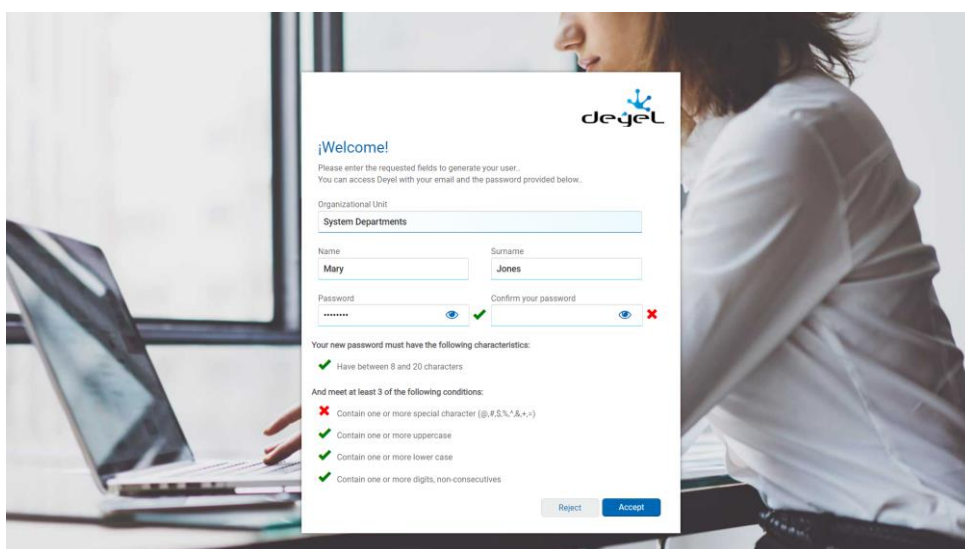 deyel
¡Welcome!
Please enter the requested fields to generate your user..
You can access Deyel with your email and the password provided below..
Organizational Unit
System Departments
Name Surname
Mary Jones
Password Confirm your password
••••••••
Your new password must have the following characteristics:
Have between 8 and 20 characters
And meet at least 3 of the following conditions:
Contain one or more special character (@,#,$,%,^,&,+,=)
Contain one or more uppercase
Contain one or more lower case
Contain one or more digits, non-consecutives
Reject Accept